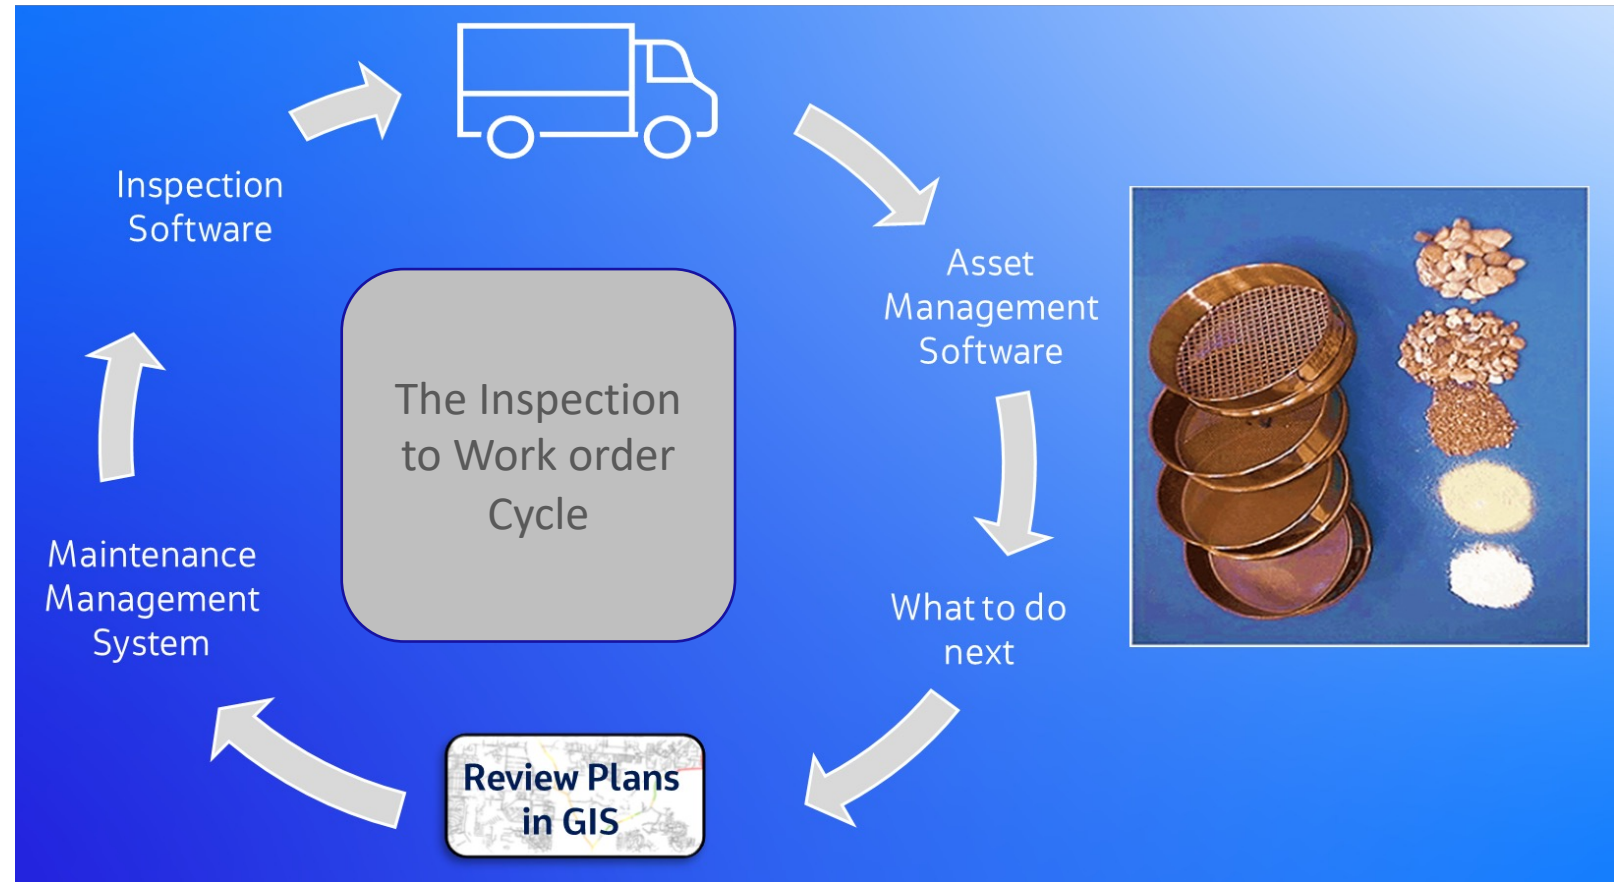 Inspection
Software
Asset
Management
Software
The Inspection
to Work order
Cycle
Maintenance
Management
System
What to do
next
Review Plans
in GIS